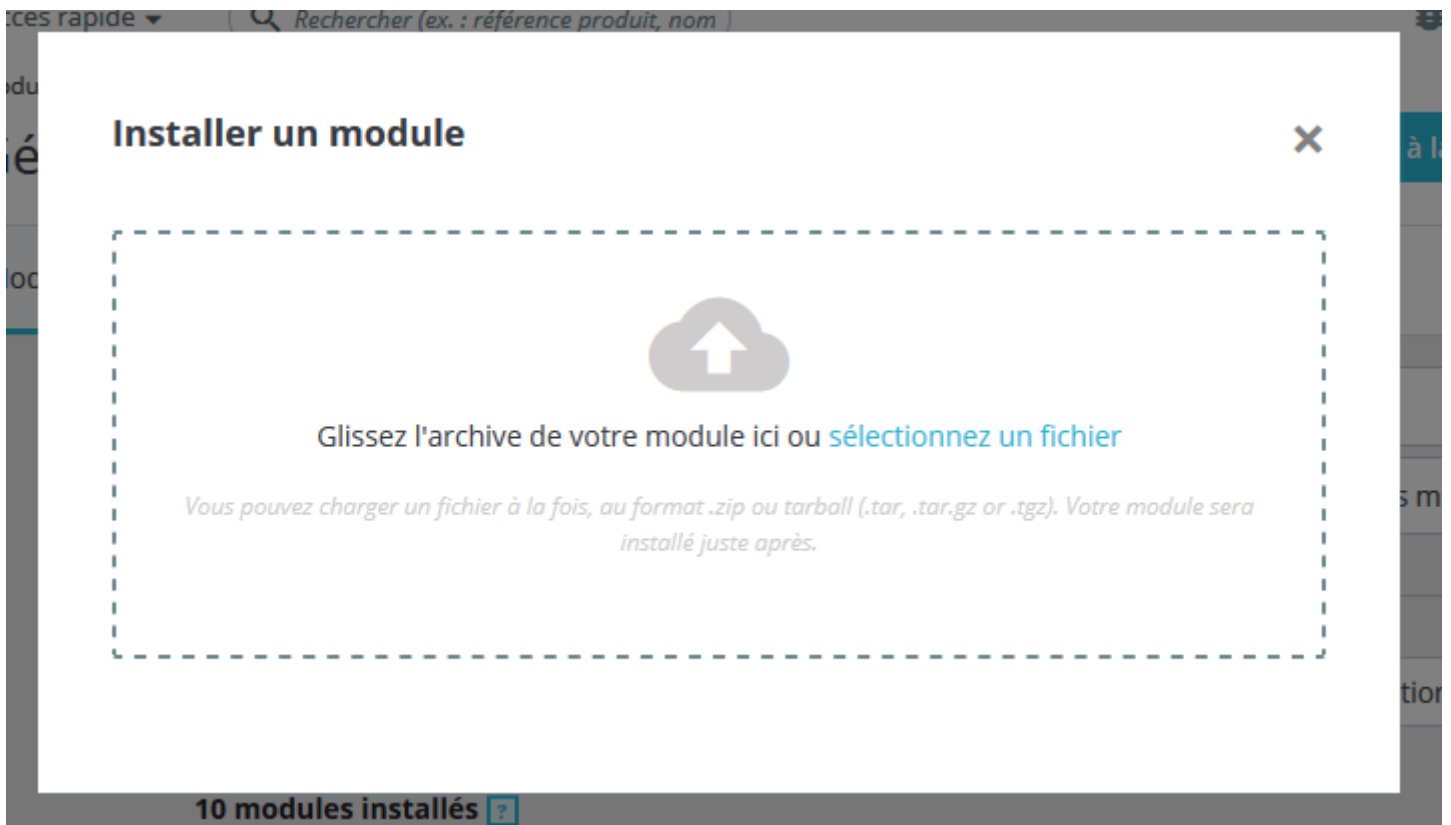 rapide
Rechercher (ex. : référence produit, nom
Installer un module
à la
Glissez l'archive de votre module ici ou sélectionnez un fichier
Vous pouvez charger un fichier à la fois, au format .zip ou tarball (.tar, .tar.gz or .tgz). Votre module sera
installé juste après.
10 modules installés ?